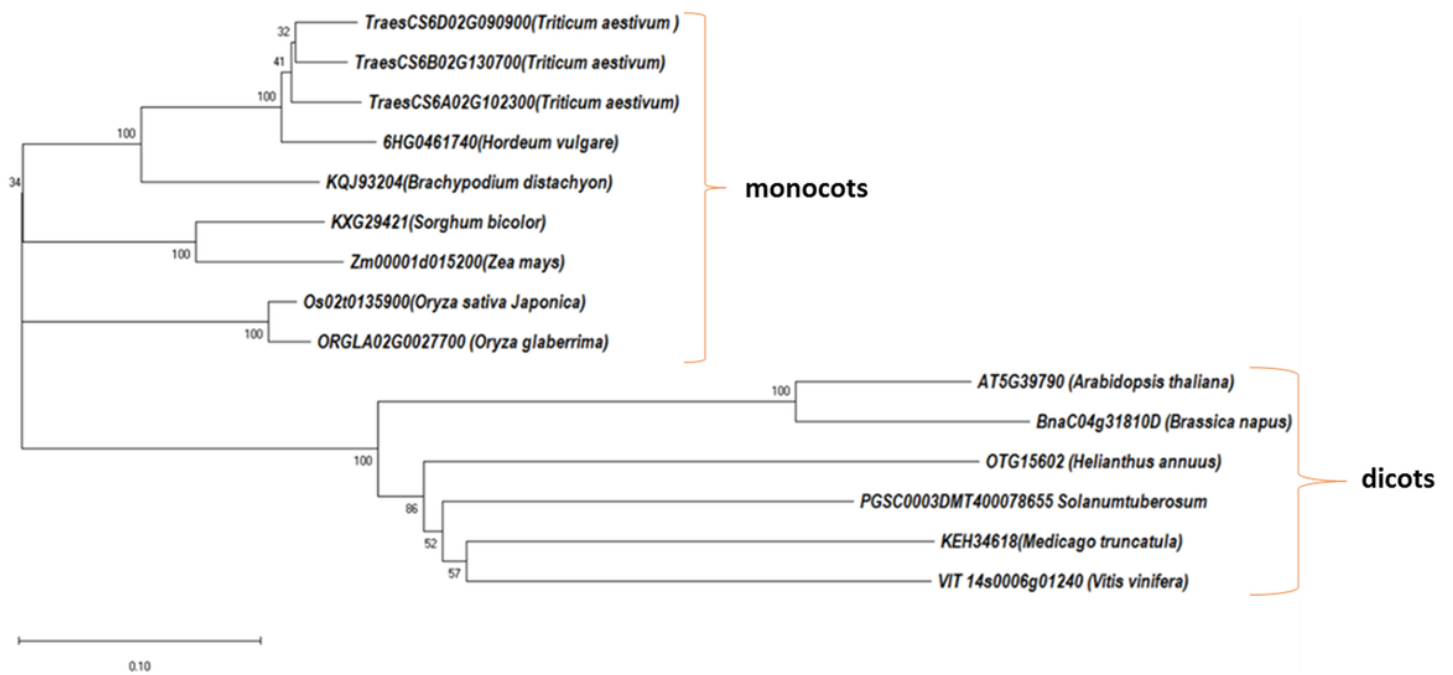 TraesCS6D02G090900(Triticum aestivum )
32
TraesCS6B02G130700(Triticum aestivum)
41
TraesCS6A02G102300(Triticum aestivum)
100
100
6HG0461740(Hordeum vulgare)
34
KQJ93204(Brachypodium distachyon)
monocots
KXG29421(Sorghum bicolor)
100
Zm00001d015200(Zea mays)
Os02t0135900(Oryza sativa Japonica)
100
ORGLA02G0027700 (Oryza glaberrima)
AT5G39790 (Arabidopsis thaliana)
100
BnaC04g31810D (Brassica napus)
100
OTG15602 (Helianthus annuus)
dicots
86
PGSC0003DMT400078655 Solanumtuberosum
52
KEH34618(Medicago truncatula)
57
VIT 14s0006g01240 (Vitis vinifera)
0.10